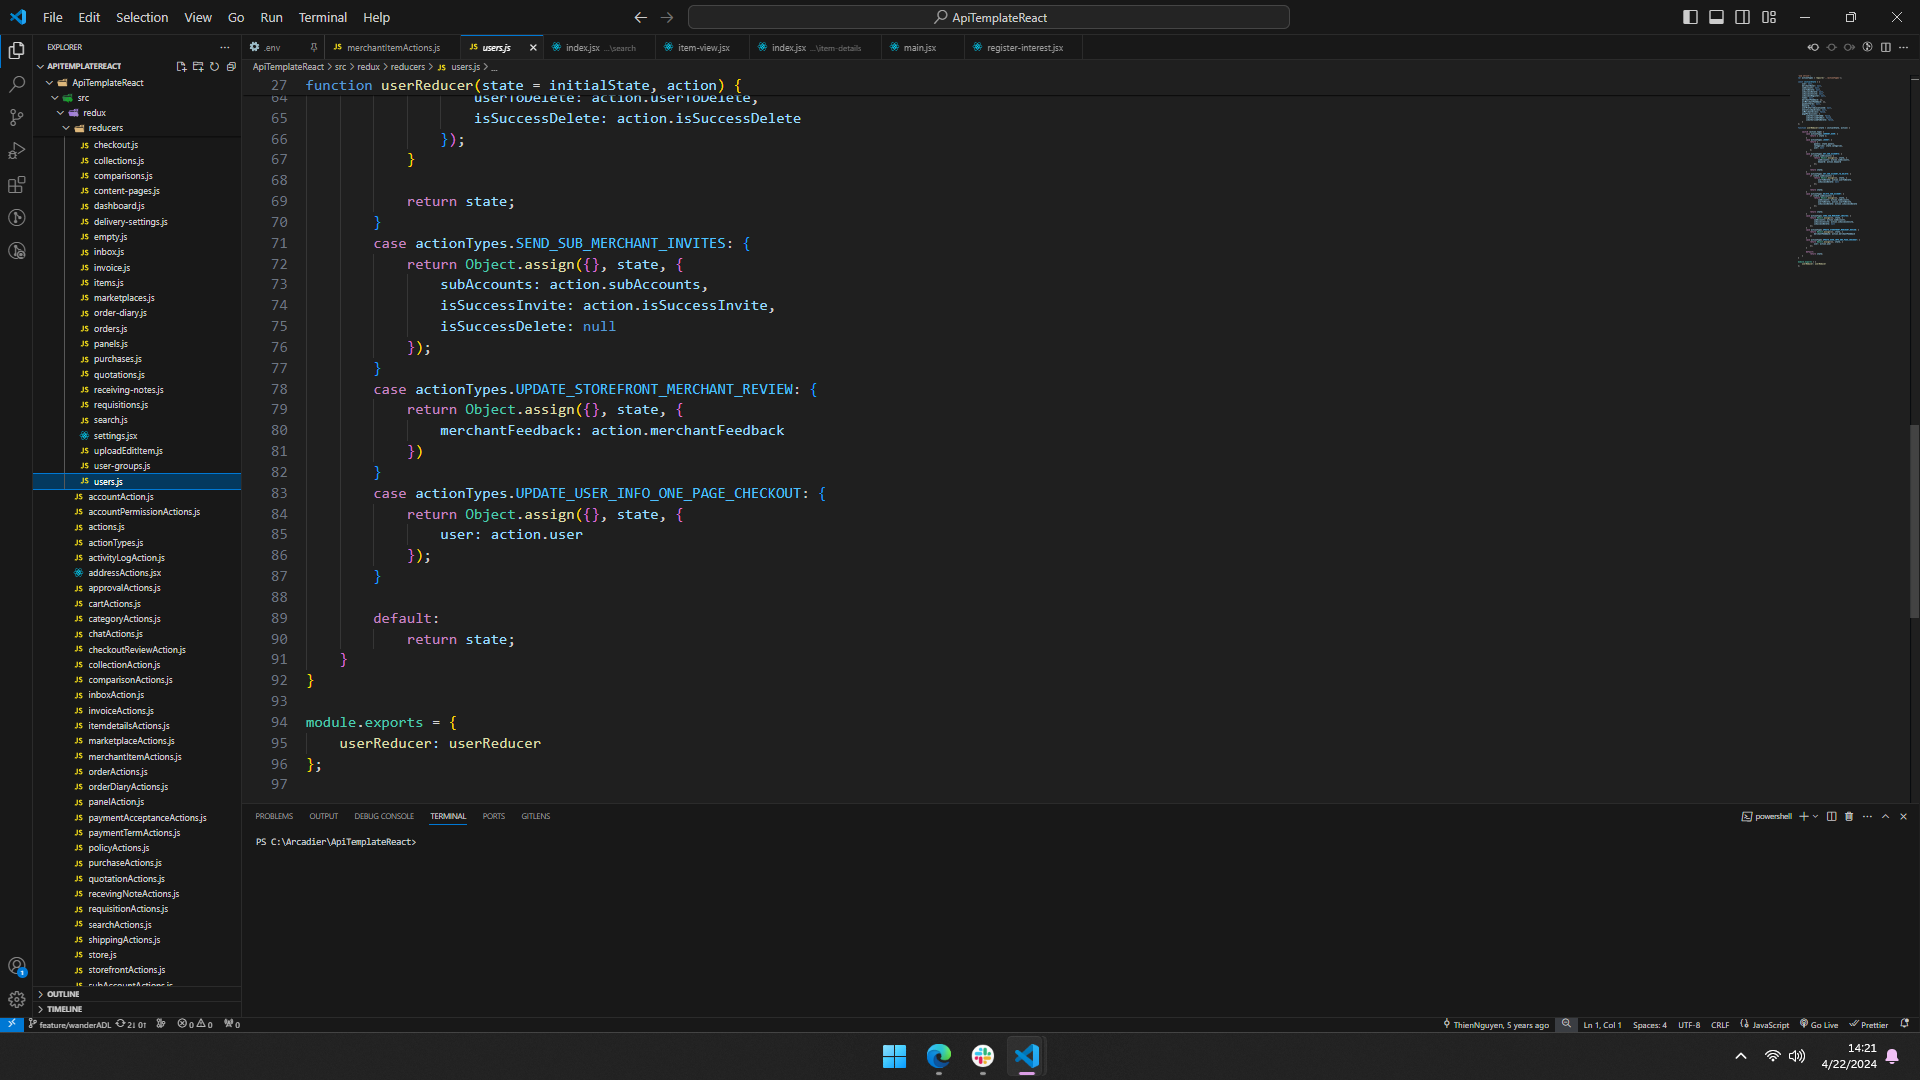 File Edit Selection View Go Run Terminal Help
ApiTemplateReact
EXPLORER
.env
merchantItemActions.js
users.js
index.jsx ...\search
item-view.jsx
index.jsx ...\item-details
main.jsx
register-interest.jsx
APITEMPLATEREACT
ApiTemplateReact > src > redux > reducers > JS users.js > ...
ApiTemplateReact
src
redux
reducers
checkout.js
collections.js
comparisons.js
content-pages.js
dashboard.js
delivery-settings.js
empty.js
inbox.js
invoice.js
items.js
marketplaces.js
order-diary.js
orders.js
panels.js
purchases.js
quotations.js
receiving-notes.js
requisitions.js
search.js
settings.jsx
uploadEditItem.js
user-groups.js
users.js
accountAction.js
accountPermissionActions.js
actions.js
actionTypes.js
activityLogAction.js
addressActions.jsx
approvalActions.js
cartActions.js
categoryActions.js
chatActions.js
checkoutReviewAction.js
collectionAction.js
comparisonActions.js
inboxAction.js
invoiceActions.js
itemdetailsActions.js
marketplaceActions.js
merchantItemActions.js
orderActions.js
orderDiaryActions.js
panelAction.js
paymentAcceptanceActions.js
paymentTermActions.js
policyActions.js
purchaseActions.js
quotationActions.js
recevingNoteActions.js
requisitionActions.js
searchActions.js
shippingActions.js
store.js
storefrontActions.js
subAccountActions.js
OUTLINE
TIMELINE
27 function userReducer(state = initialState, action) {
64 userToDelete: action.userToDelete,
65 isSuccessDelete: action.isSuccessDelete
66 });
67 }
68
69 return state;
70 }
71 case actionTypes.SEND_SUB_MERCHANT_INVITES: {
72 return Object.assign({}, state, {
73 subAccounts: action.subAccounts,
74 isSuccessInvite: action.isSuccessInvite,
75 isSuccessDelete: null
76 });
77 }
78 case actionTypes.UPDATE_STOREFRONT_MERCHANT_REVIEW: {
79 return Object.assign({}, state, {
80 merchantFeedback: action.merchantFeedback
81 })
82 }
83 case actionTypes.UPDATE_USER_INFO_ONE_PAGE_CHECKOUT: {
84 return Object.assign({}, state, {
85 user: action.user
86 });
87 }
88
89 default:
90 return state;
91 }
92 }
93
94 module.exports = {
95 userReducer: userReducer
96 };
97
PROBLEMS OUTPUT DEBUG CONSOLE TERMINAL PORTS GITLENS
powershell
PS C:\Arcadier\ApiTemplateReact>
feature/wanderADL 2↓ 0↑ 0 0 0
ThienNguyen, 5 years ago Ln 1, Col 1 Spaces: 4 UTF-8 CRLF JavaScript Go Live Prettier
14:21
4/22/2024